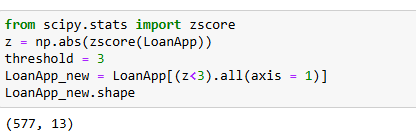 from scipy.stats import zscore
z = np.abs(zscore(LoanApp))
threshold = 3
LoanApp_new = LoanApp[(z<3).all(axis = 1)]
LoanApp_new.shape
(577, 13)